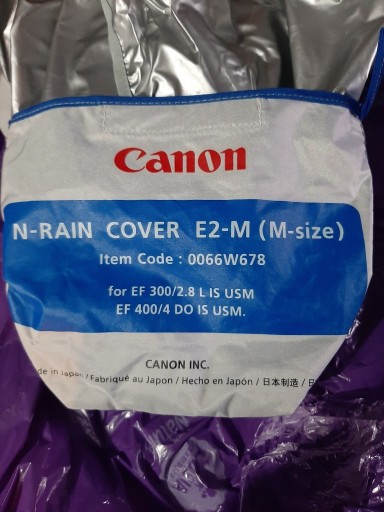 Canon
N-RAIN COVER E2-M (M-size)
Item Code : 0066W678
for EF 300/2.8 L IS USM
EF 400/4 DO IS USM.
CANON INC.
de in Japan / Fabriqué au Japon / Hecho en Japón / 日本制造 /